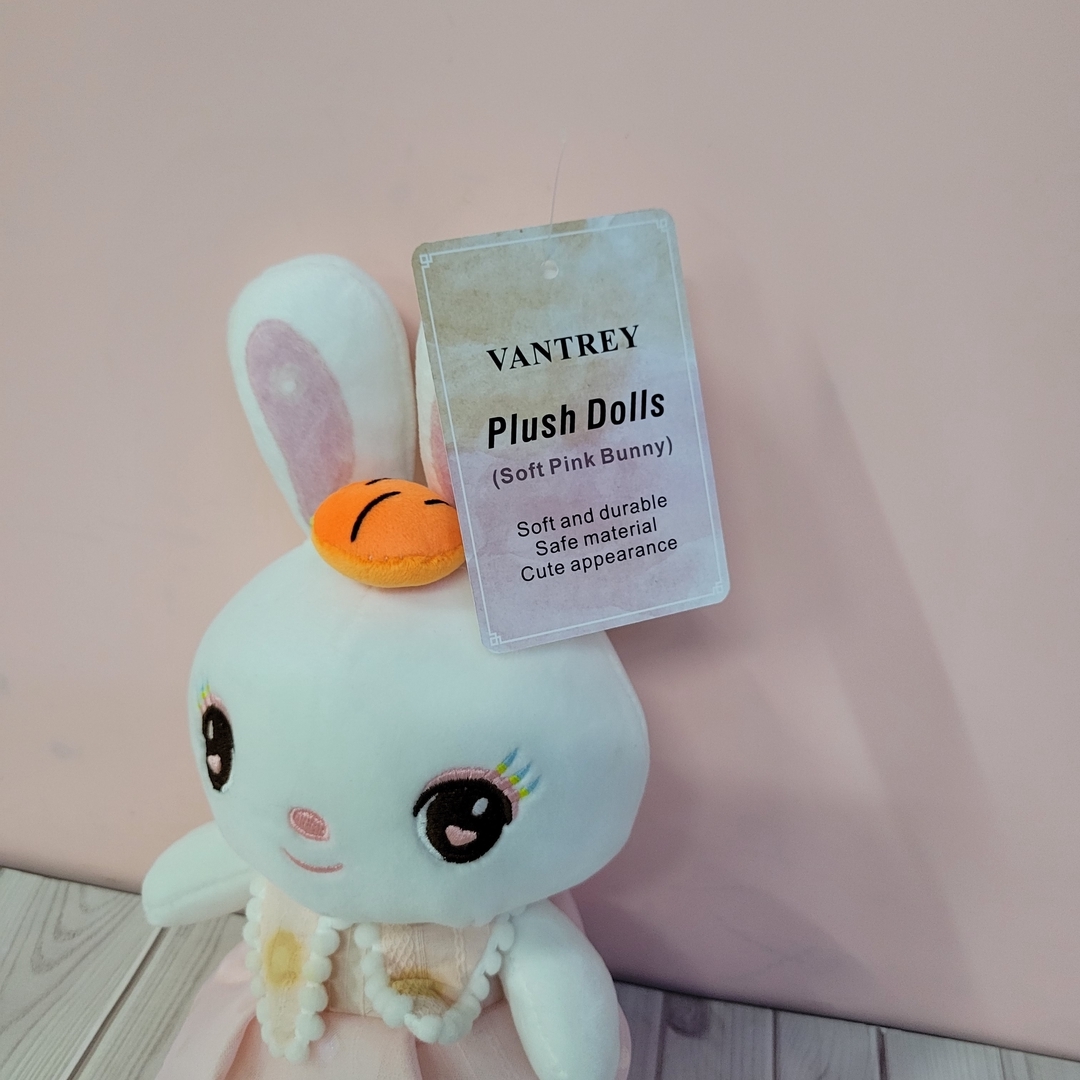 VANTREY
Plush Dolls
(Soft Pink Bunny)
Soft and durable
Safe material
Cute appearance